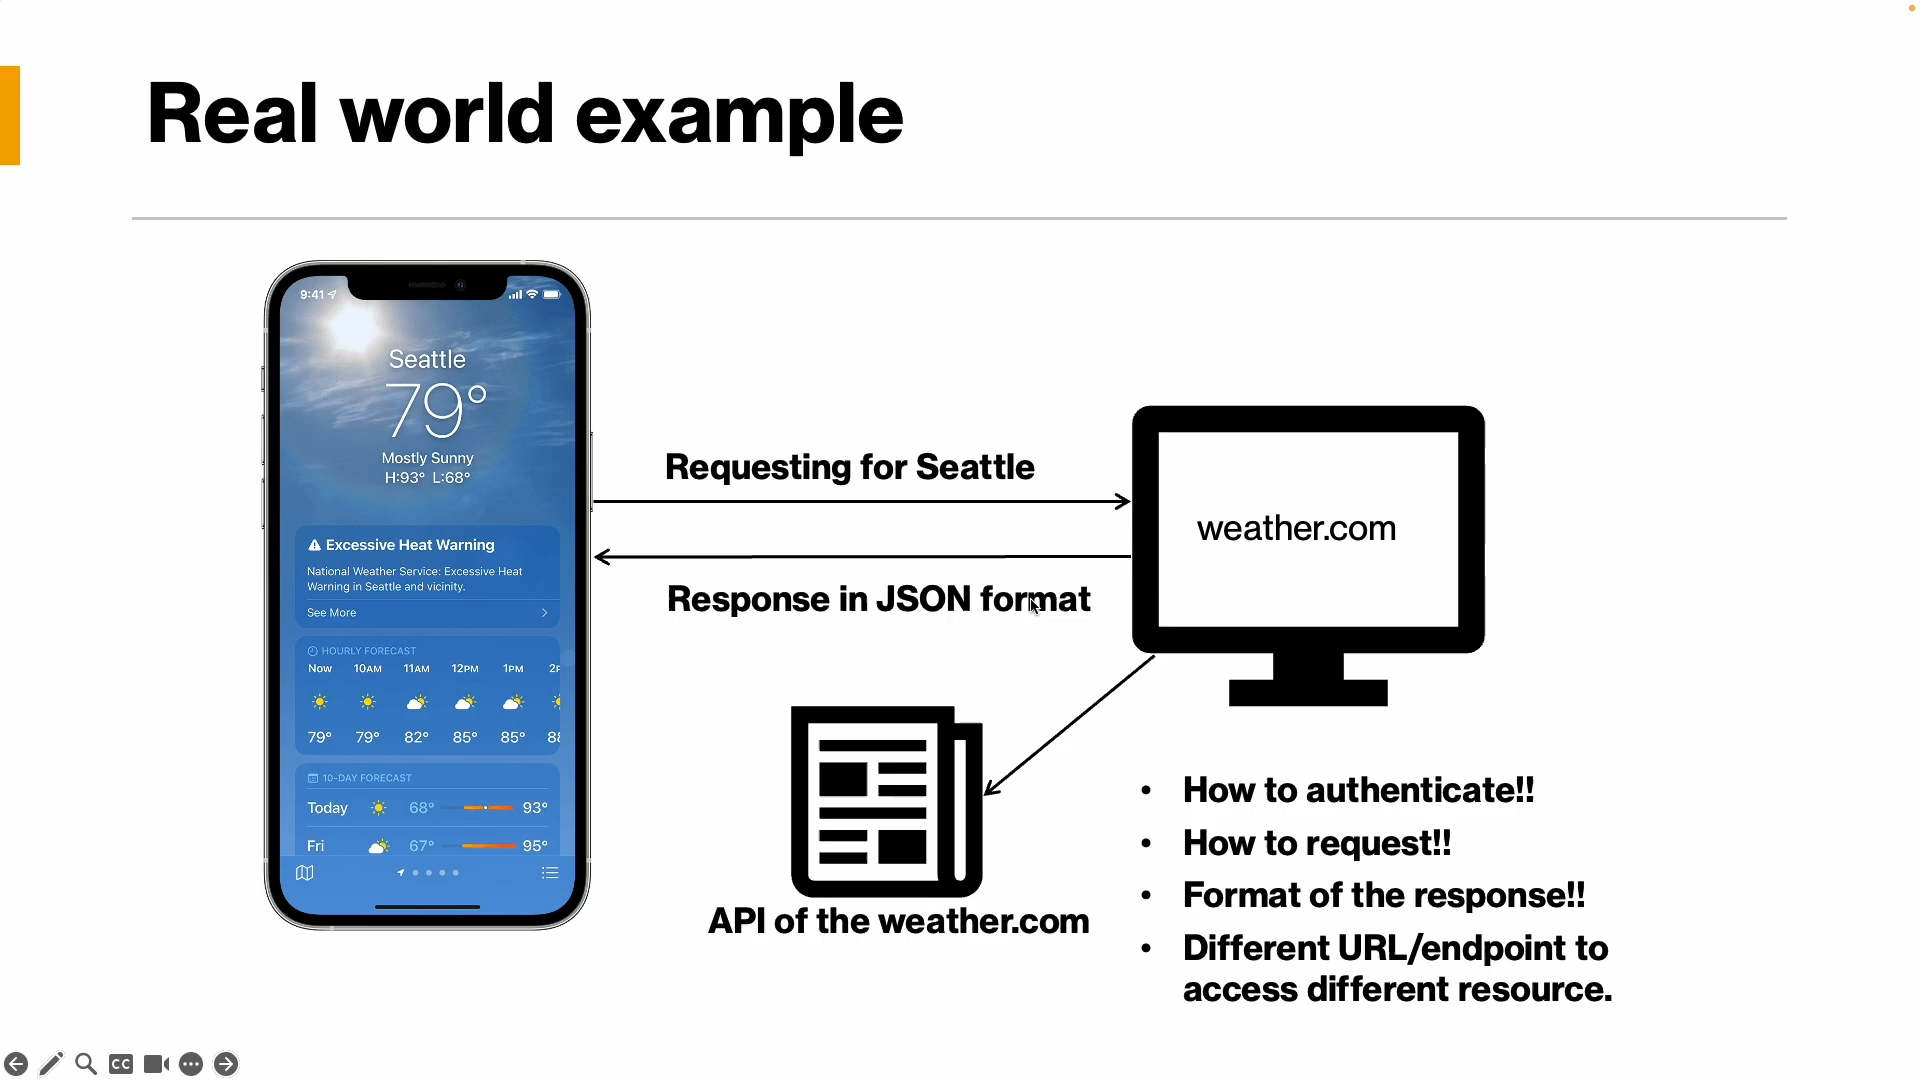 Real world example
9:41
Seattle
79°
Mostly Sunny
H:93° L:68°
Excessive Heat Warning
National Weather Service: Excessive Heat
Warning in Seattle and vicinity.
See More
HOURLY FORECAST
Now 10AM 11AM 12PM 1PM
79° 79° 82° 85° 85°
10-DAY FORECAST
Today 68° 93°
Fri 67° 95°
Requesting for Seattle
Response in JSON format
weather.com
API of the weather.com
• How to authenticate!!
• How to request!!
• Format of the response!!
• Different URL/endpoint to
access different resource.
CC